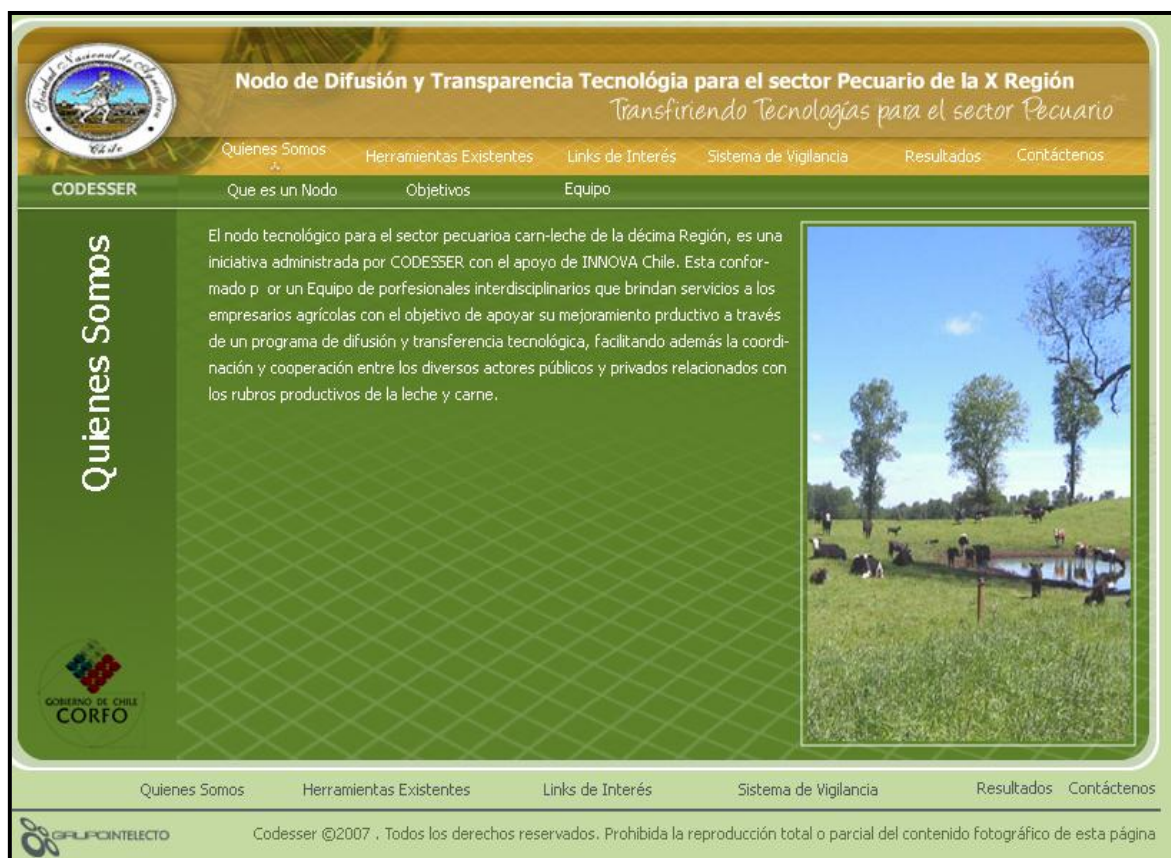 Sociedad Nacional de Agricultura
Chile
Nodo de Difusión y Transparencia Tecnológia para el sector Pecuario de la X Región
Transfiriendo Tecnologías para el sector Pecuario
Quienes Somos Herramientas Existentes Links de Interés Sistema de Vigilancia Resultados Contáctenos
CODESSER Que es un Nodo Objetivos Equipo
Quienes Somos
El nodo tecnológico para el sector pecuarioa carn-leche de la décima Región, es una
iniciativa administrada por CODESSER con el apoyo de INNOVA Chile. Esta confor-
mado p or un Equipo de porfesionales interdisciplinarios que brindan servicios a los
empresarios agrícolas con el objetivo de apoyar su mejoramiento prductivo a través
de un programa de difusión y transferencia tecnológica, facilitando además la coordi-
nación y cooperación entre los diversos actores públicos y privados relacionados con
los rubros productivos de la leche y carne.
GOBIERNO DE CHILE
CORFO
Quienes Somos Herramientas Existentes Links de Interés Sistema de Vigilancia Resultados Contáctenos
GRUPOINTELECTO Codesser ©2007 . Todos los derechos reservados. Prohibida la reproducción total o parcial del contenido fotográfico de esta página